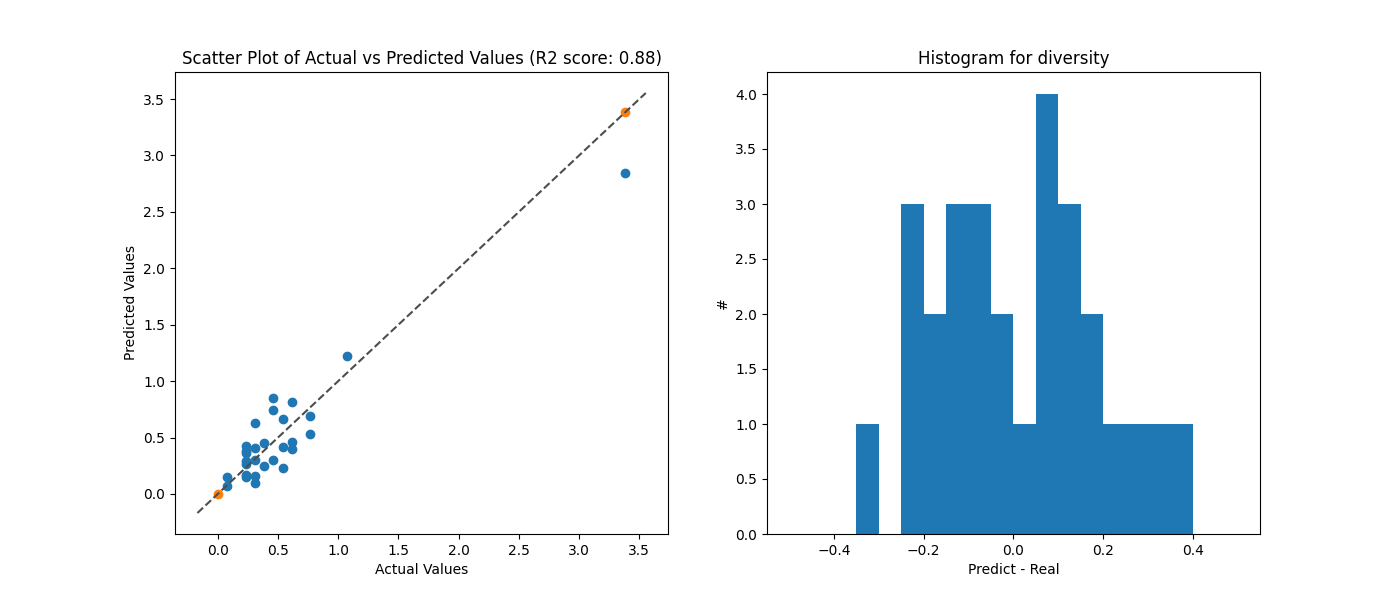 Scatter Plot of Actual vs Predicted Values (R2 score: 0.88)
3.5
3.0
2.5
2.0
1.5
1.0
0.5
0.0
Predicted Values
0.0 0.5 1.0 1.5 2.0 2.5 3.0 3.5
Actual Values
Histogram for diversity
4.0
3.5
3.0
2.5
2.0
1.5
1.0
0.5
0.0
#
−0.4 −0.2 0.0 0.2 0.4
Predict - Real